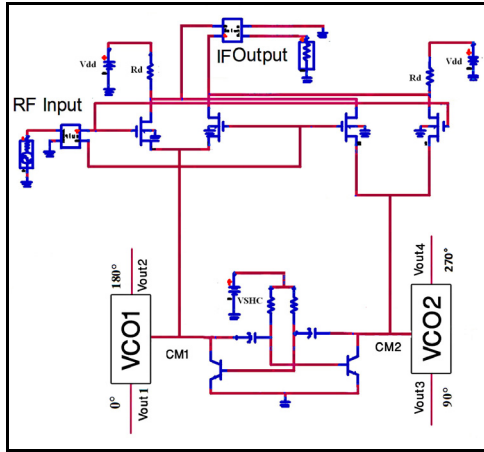 IFOutput
Vdd
Rd
Rd
Vdd
RF Input
180°
Vout2
VSHC
Vout4
270°
VCO1
CM1
CM2
VCO2
0°
Vout1
Vout3
90°